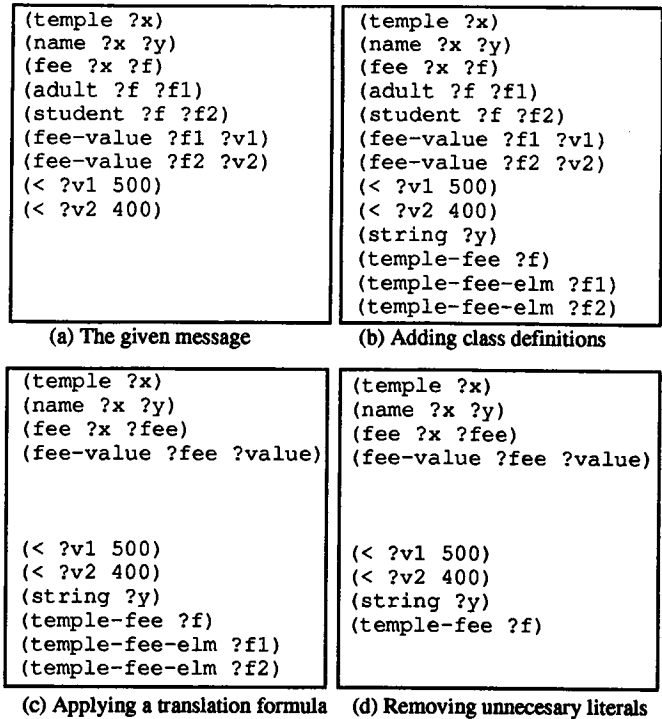 (temple ?x)
(name ?x ?y)
(fee ?x ?f)
(adult ?f ?f1)
(student ?f ?f2)
(fee-value ?f1 ?v1)
(fee-value ?f2 ?v2)
(< ?v1 500)
(< ?v2 400)
(a) The given message
(temple ?x)
(name ?x ?y)
(fee ?x ?f)
(adult ?f ?f1)
(student ?f ?f2)
(fee-value ?f1 ?v1)
(fee-value ?f2 ?v2)
(< ?v1 500)
(< ?v2 400)
(string ?y)
(temple-fee ?f)
(temple-fee-elm ?f1)
(temple-fee-elm ?f2)
(b) Adding class definitions
(temple ?x)
(name ?x ?y)
(fee ?x ?fee)
(fee-value ?fee ?value)
(< ?v1 500)
(< ?v2 400)
(string ?y)
(temple-fee ?f)
(temple-fee-elm ?f1)
(temple-fee-elm ?f2)
(c) Applying a translation formula
(temple ?x)
(name ?x ?y)
(fee ?x ?fee)
(fee-value ?fee ?value)
(< ?v1 500)
(< ?v2 400)
(string ?y)
(temple-fee ?f)
(d) Removing unnecesary literals